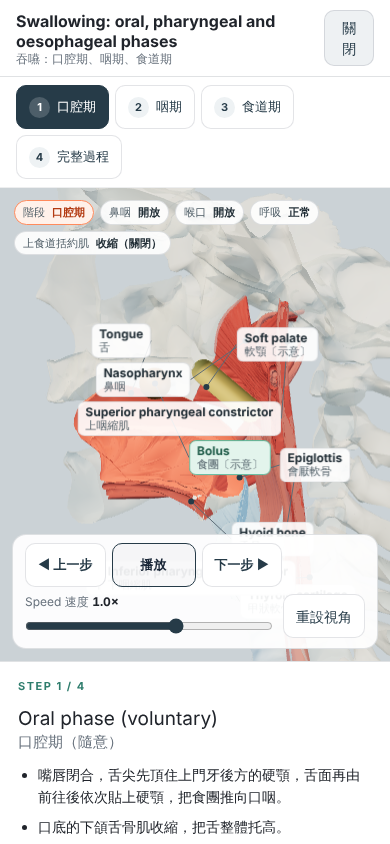 Swallowing: oral, pharyngeal and
oesophageal phases
吞嚥：口腔期、咽期、食道期
關
閉
1 口腔期
2 咽期
3 食道期
4 完整過程
階段 口腔期
鼻咽 開放
喉口 開放
呼吸 正常
上食道括約肌 收縮（關閉）
Tongue
舌
Soft palate
軟顎〔示意〕
Nasopharynx
鼻咽
Superior pharyngeal constrictor
上咽縮肌
Bolus
食團〔示意〕
Epiglottis
會厭軟骨
Hyoid bone
◀ 上一步
播放
下一步 ▶
Speed 速度 1.0×
重設視角
STEP 1 / 4
Oral phase (voluntary)
口腔期（隨意）
• 嘴唇閉合，舌尖先頂住上門牙後方的硬顎，舌面再由
前往後依次貼上硬顎，把食團推向口咽。
• 口底的下頜舌骨肌收縮，把舌整體托高。